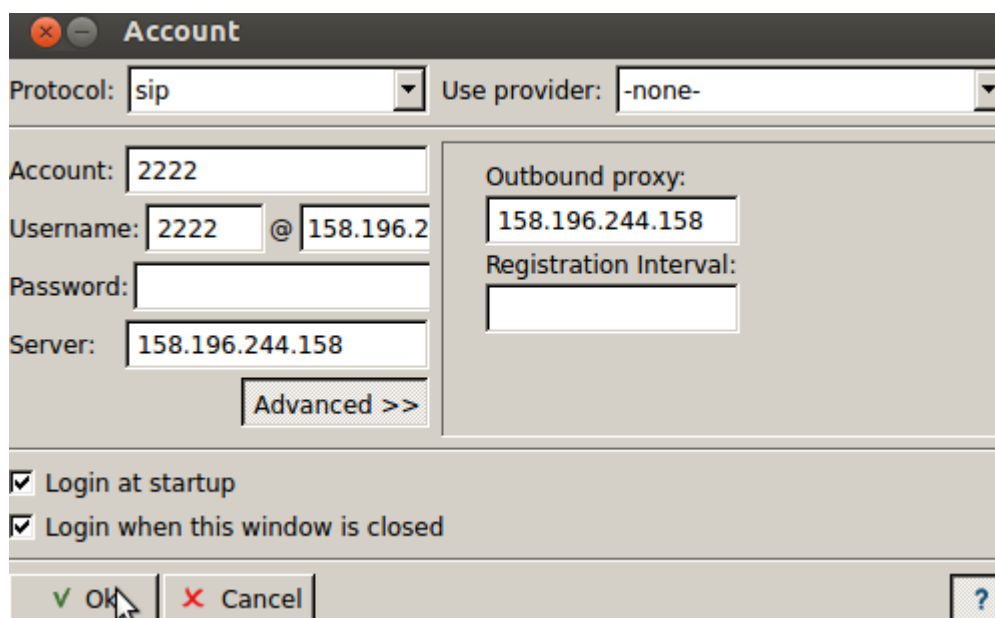 Account
Protocol: sip Use provider: -none-
Account: 2222
Username: 2222 @ 158.196.2
Password:
Server: 158.196.244.158
Advanced >>
Outbound proxy:
158.196.244.158
Registration Interval:
Login at startup
Login when this window is closed
Ok Cancel ?